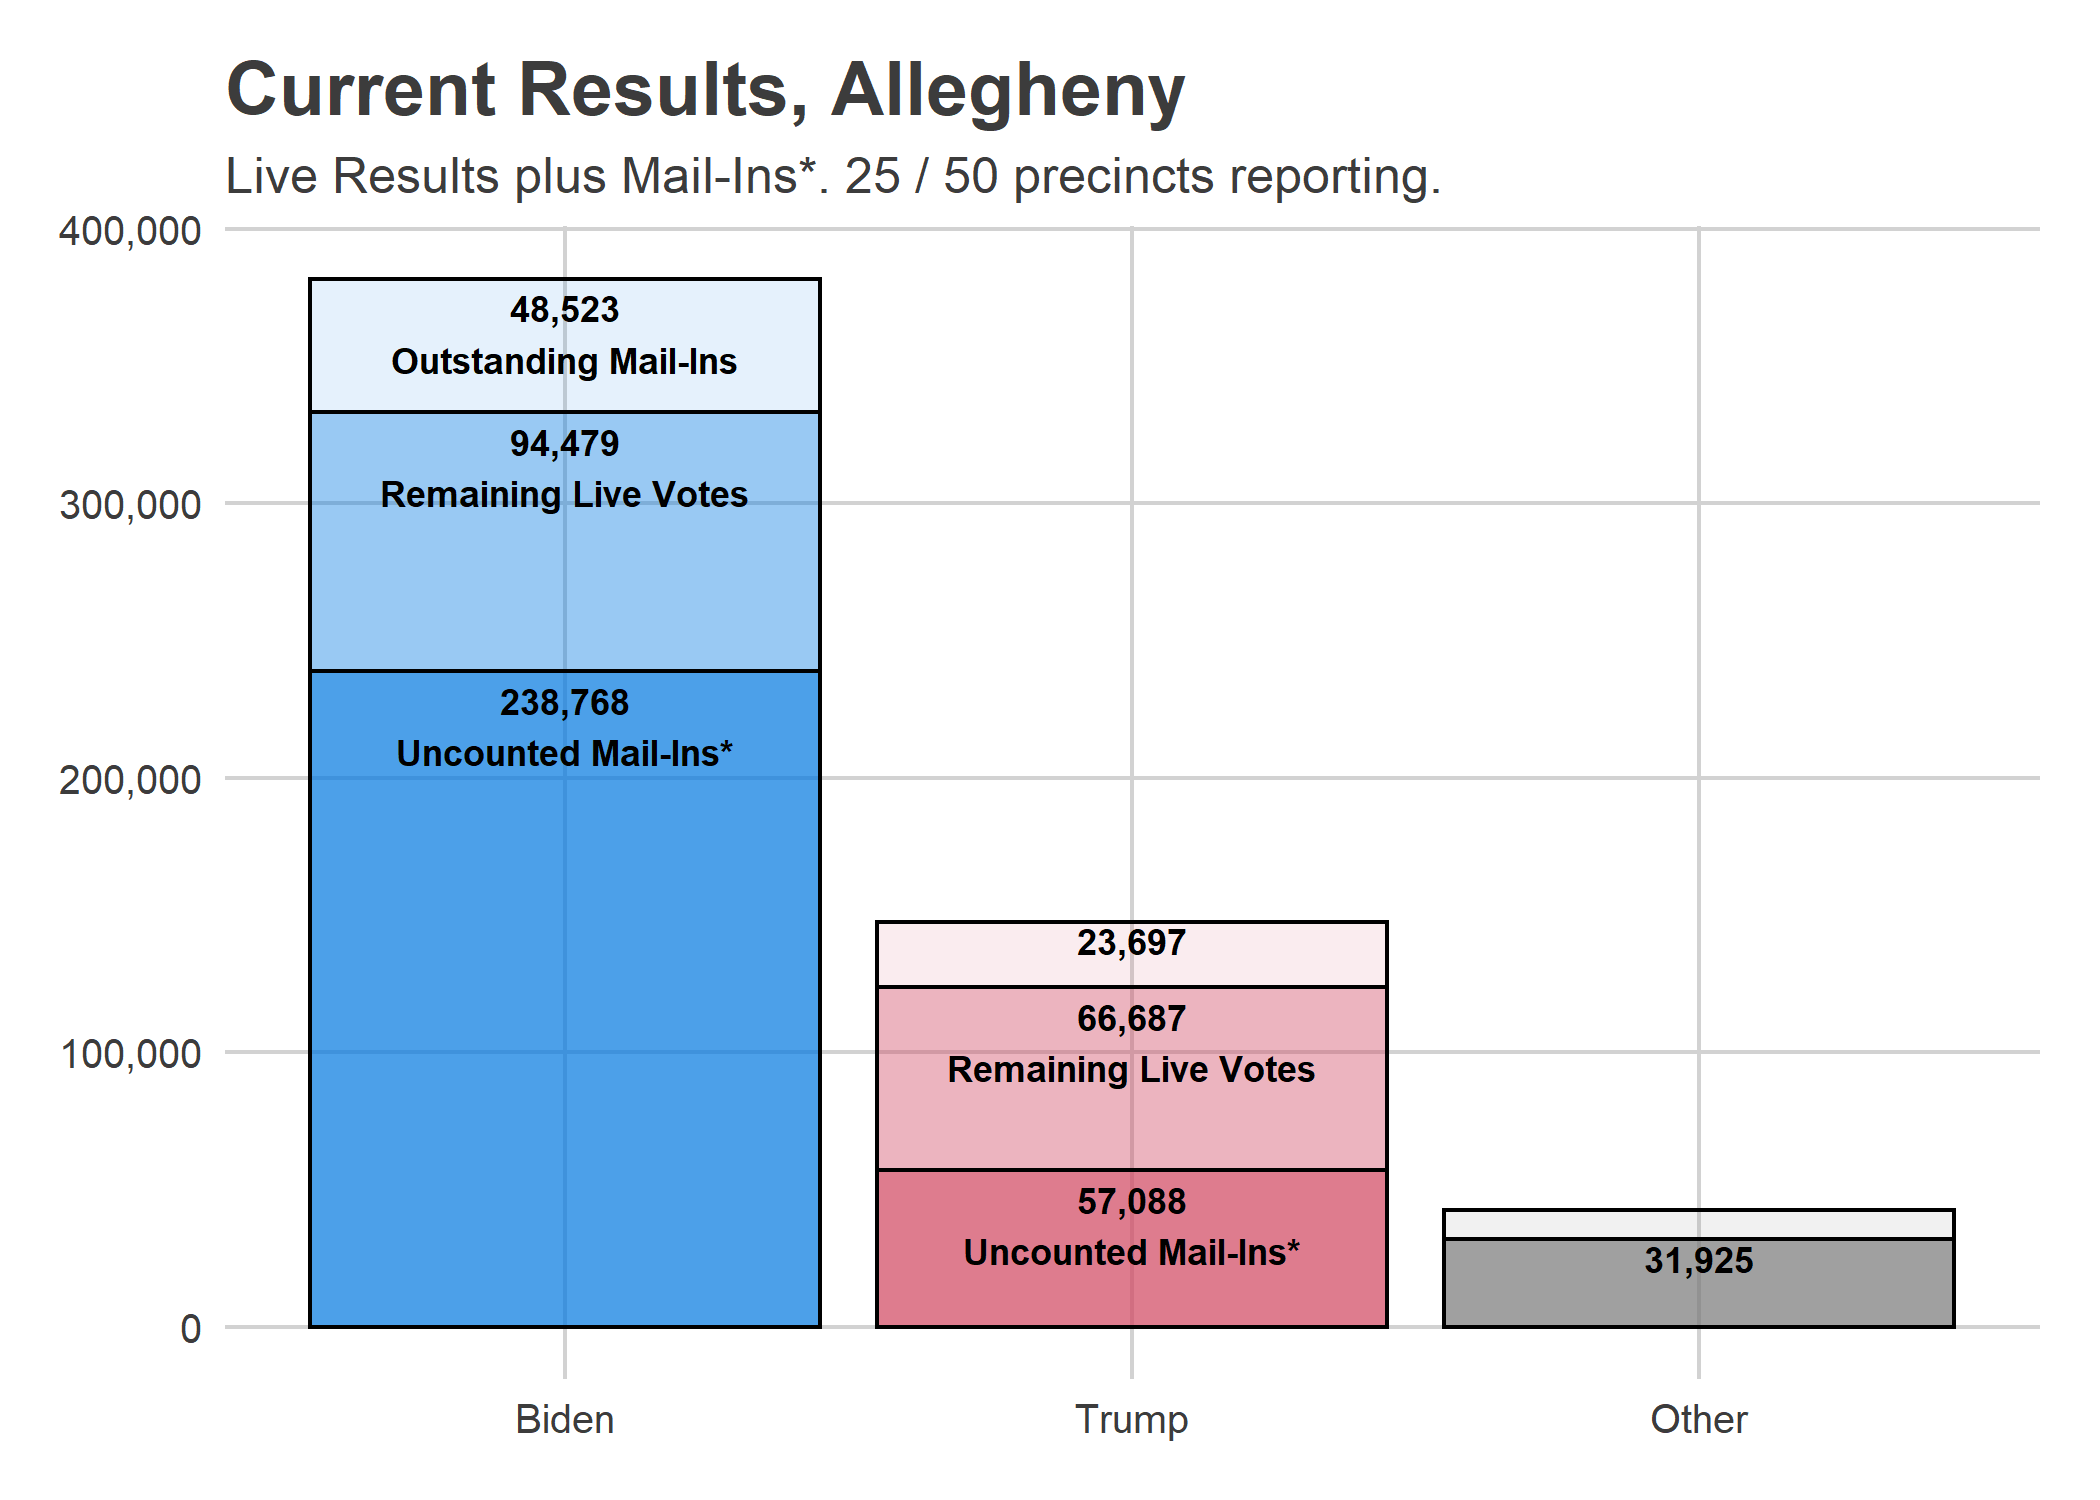 Current Results, Allegheny
Live Results plus Mail-Ins*. 25 / 50 precincts reporting.
400,000
300,000
200,000
100,000
0
48,523
Outstanding Mail-Ins
94,479
Remaining Live Votes
238,768
Uncounted Mail-Ins*
23,697
66,687
Remaining Live Votes
57,088
Uncounted Mail-Ins*
31,925
Biden
Trump
Other